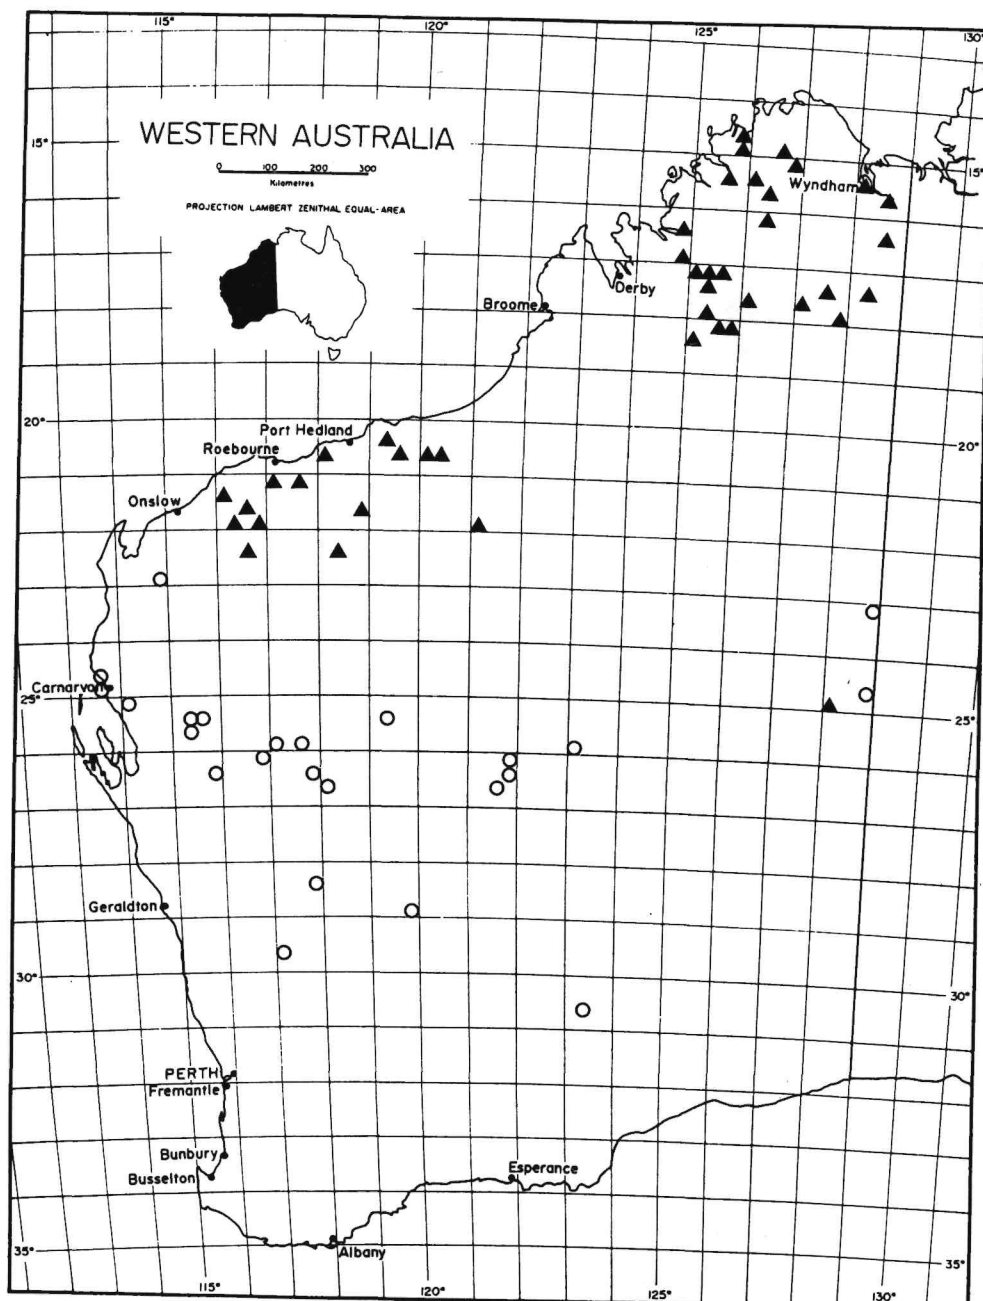 115°
120°
125°
130°
15°
WESTERN AUSTRALIA
0 100 200 300
Kilometres
PROJECTION LAMBERT ZENITHAL EQUAL-AREA
15°
Wyndham
Derby
Broome
20°
Port Hedland
Roebourne
20°
Onslow
Carnarvon
25°
25°
Geraldton
30°
30°
PERTH
Fremantle
Bunbury
Busselton
Esperance
35°
Albany
35°
115°
120°
125°
130°